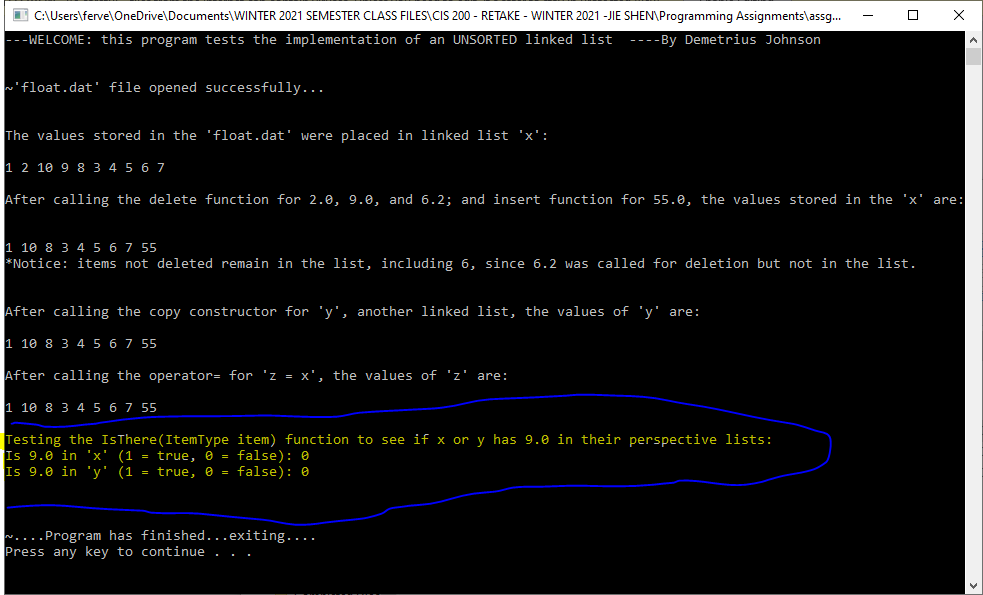 C:\Users\ferve\OneDrive\Documents\WINTER 2021 SEMESTER CLASS FILES\CIS 200 - RETAKE - WINTER 2021 -JIE SHEN\Programming Assignments\assg...
---WELCOME: this program tests the implementation of an UNSORTED linked list  ----By Demetrius Johnson
~'float.dat' file opened successfully...
The values stored in the 'float.dat' were placed in linked list 'x':
1 2 10 9 8 3 4 5 6 7
After calling the delete function for 2.0, 9.0, and 6.2; and insert function for 55.0, the values stored in the 'x' are:
1 10 8 3 4 5 6 7 55
*Notice: items not deleted remain in the list, including 6, since 6.2 was called for deletion but not in the list.
After calling the copy constructor for 'y', another linked list, the values of 'y' are:
1 10 8 3 4 5 6 7 55
After calling the operator= for 'z = x', the values of 'z' are:
1 10 8 3 4 5 6 7 55
Testing the IsThere(ItemType item) function to see if x or y has 9.0 in their perspective lists:
Is 9.0 in 'x' (1 = true, 0 = false): 0
Is 9.0 in 'y' (1 = true, 0 = false): 0
~....Program has finished...exiting....
Press any key to continue . . .